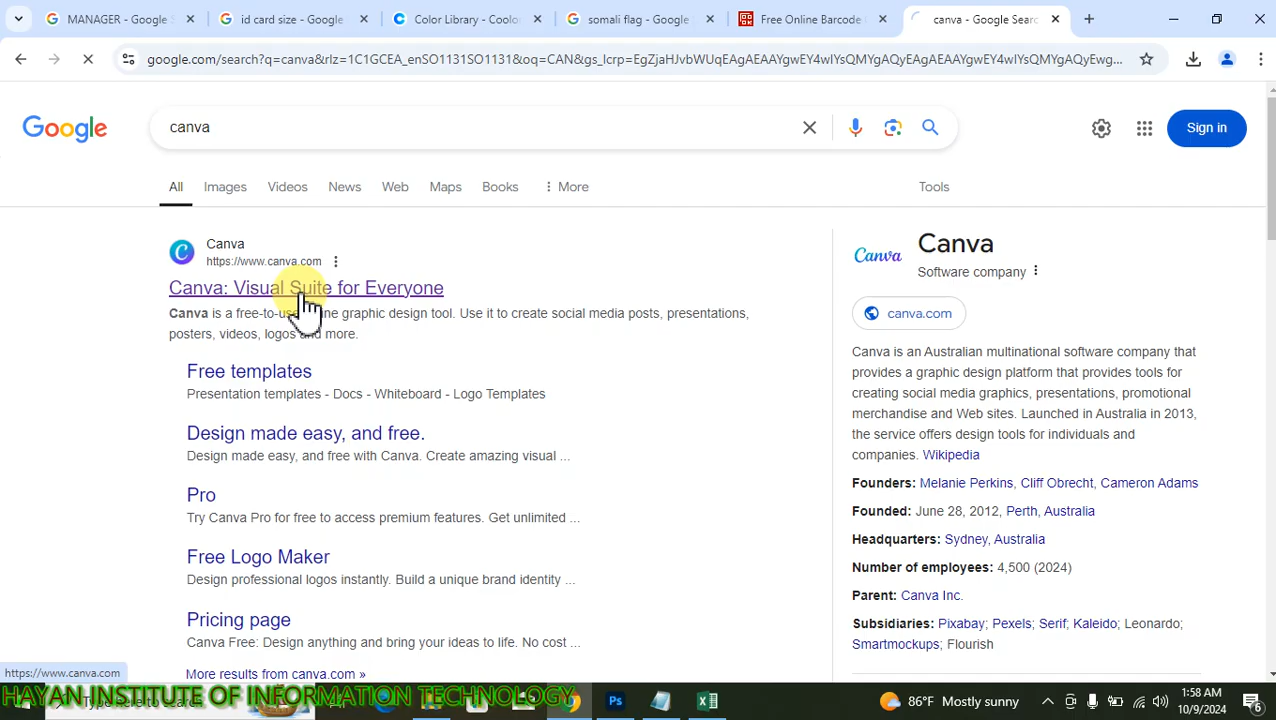 MANAGER - Google S
id card size - Google
Color Library - Coolor
somali flag - Google
Free Online Barcode
canva - Google Searc
google.com/search?q=canva&rlz=1C1GCEA_enSO1131SO1131&oq=CAN&gs_lcrp=EgZjaHJvbWUqEAgAEAAYgwEY4wIYsQMYgAQyEAgAEAAYgwEY4wIYsQMYgAQyEwg...
Google
canva
Sign in
All
Images
Videos
News
Web
Maps
Books
More
Tools
Canva
https://www.canva.com
Canva: Visual Suite for Everyone
Canva is a free-to-use graphic design tool. Use it to create social media posts, presentations,
posters, videos, logos and more.
Free templates
Presentation templates - Docs - Whiteboard - Logo Templates
Design made easy, and free.
Design made easy, and free with Canva. Create amazing visual ...
Pro
Try Canva Pro for free to access premium features. Get unlimited ...
Free Logo Maker
Design professional logos instantly. Build a unique brand identity ...
Pricing page
Canva Free: Design anything and bring your ideas to life. No cost ...
More results from canva.com »
Canva
Canva
Software company
canva.com
Canva is an Australian multinational software company that
provides a graphic design platform that provides tools for
creating social media graphics, presentations, promotional
merchandise and Web sites. Launched in Australia in 2013,
the service offers design tools for individuals and
companies. Wikipedia
Founders: Melanie Perkins, Cliff Obrecht, Cameron Adams
Founded: June 28, 2012, Perth, Australia
Headquarters: Sydney, Australia
Number of employees: 4,500 (2024)
Parent: Canva Inc.
Subsidiaries: Pixabay; Pexels; Serif; Kaleido; Leonardo;
Smartmockups; Flourish
https://www.canva.com
HAYAN INSTITUTE OF INFORMATION TECHNOLOGY
Ps
86°F Mostly sunny
1:58 AM
10/9/2024
6